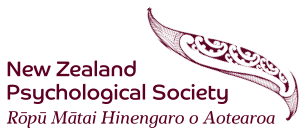 New Zealand
Psychological Society
Rōpū Mātai Hinengaro o Aotearoa